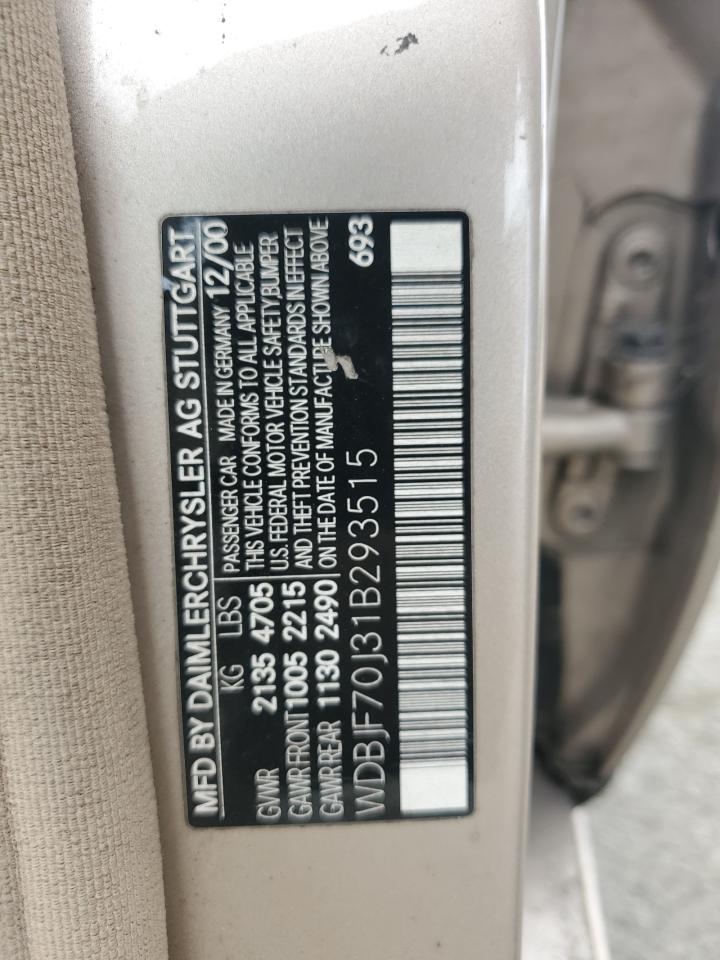 MFD BY DAIMLERCHRYSLER AG STUTTGART
KG LBS
GVWR 2135 4705
GAWR FRONT 1005 2215
GAWR REAR 1130 2490
PASSENGER CAR MADE IN GERMANY 12/00
THIS VEHICLE CONFORMS TO ALL APPLICABLE
U.S. FEDERAL MOTOR VEHICLE SAFETY, BUMPER
AND THEFT PREVENTION STANDARDS IN EFFECT
ON THE DATE OF MANUFACTURE SHOWN ABOVE
WDBJF70J31B293515 693